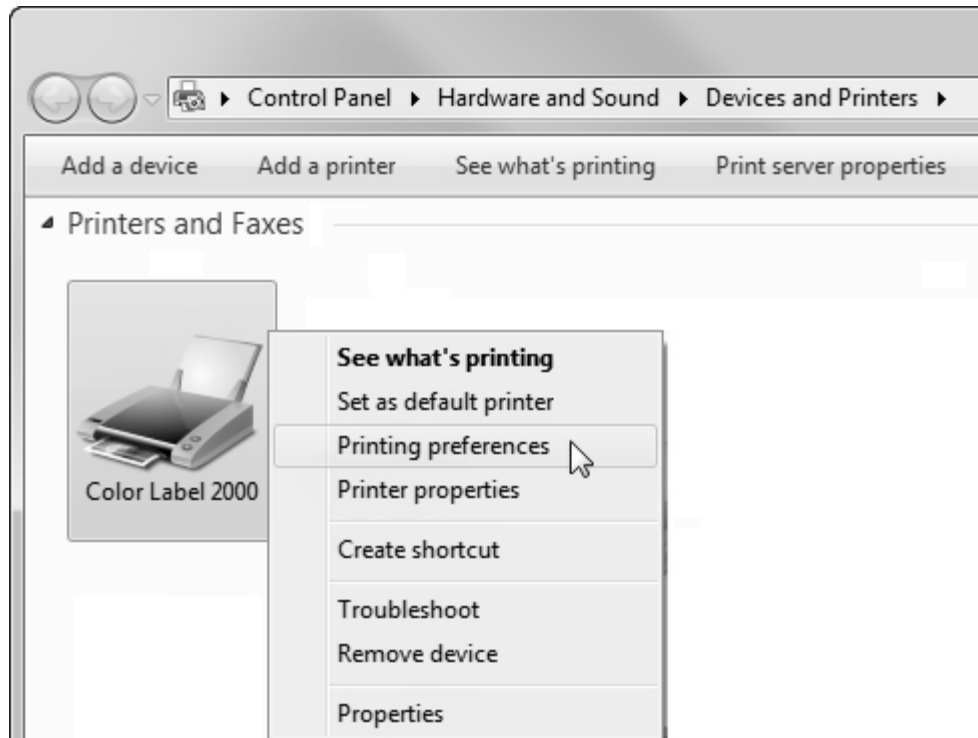 Control Panel Hardware and Sound Devices and Printers
Add a device Add a printer See what's printing Print server properties
Printers and Faxes
Color Label 2000
See what's printing
Set as default printer
Printing preferences
Printer properties
Create shortcut
Troubleshoot
Remove device
Properties